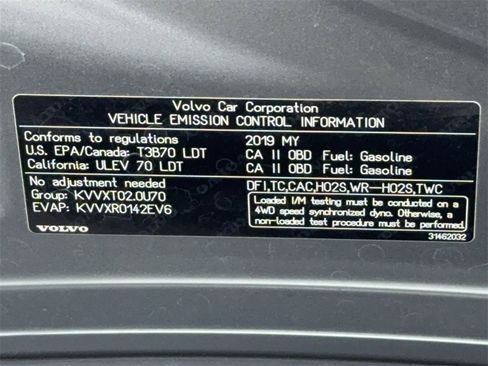 Volvo Car Corporation
VEHICLE EMISSION CONTROL INFORMATION
Conforms to regulations 2019 MY
U.S. EPA/Canada: T3B70 LDT CA II OBD Fuel: Gasoline
California: ULEV 70 LDT CA II OBD Fuel: Gasoline
No adjustment needed DFI,TC,CAC,HO2S,WR-HO2S,TWC
Group: KVVXT02.0U70
EVAP: KVVXR0142EV6
Loaded I/M testing must be conducted on a
4WD speed synchronized dyno. Otherwise, a
non-loaded test procedure must be performed.
VOLVO 31462032